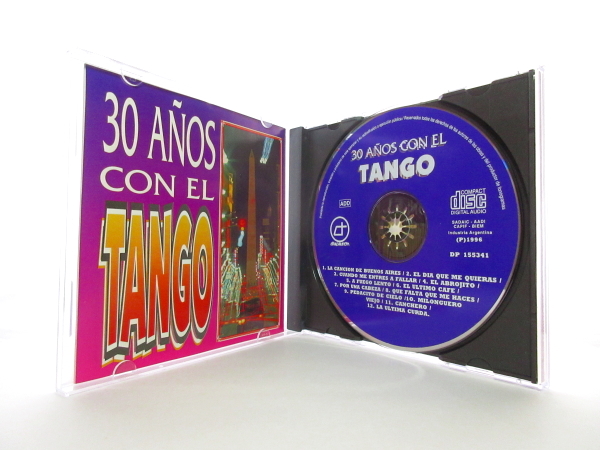 30 AÑOS
CON EL
TANGO
30 AÑOS CON EL
TANGO
ADD
COMPACT
disc
DIGITAL AUDIO
SADAIC - AADI
CAPIF - BIEM
Industria Argentina
(P)1996
DP 155341
1. LA CANCION DE BUENOS AIRES / 2. EL DIA QUE ME QUIERAS /
3. CUANDO ME ENTRES A FALLAR / 4. EL ABROJITO /
5. A FUEGO LENTO / 6. EL ULTIMO CAFE /
7. POR UNA CABEZA / 8. QUE FALTA QUE ME HACES /
9. PEDACITO DE CIELO /10. MILONGUERO
VIEJO / 11. CANCHERO /
12. LA ULTIMA CURDA.